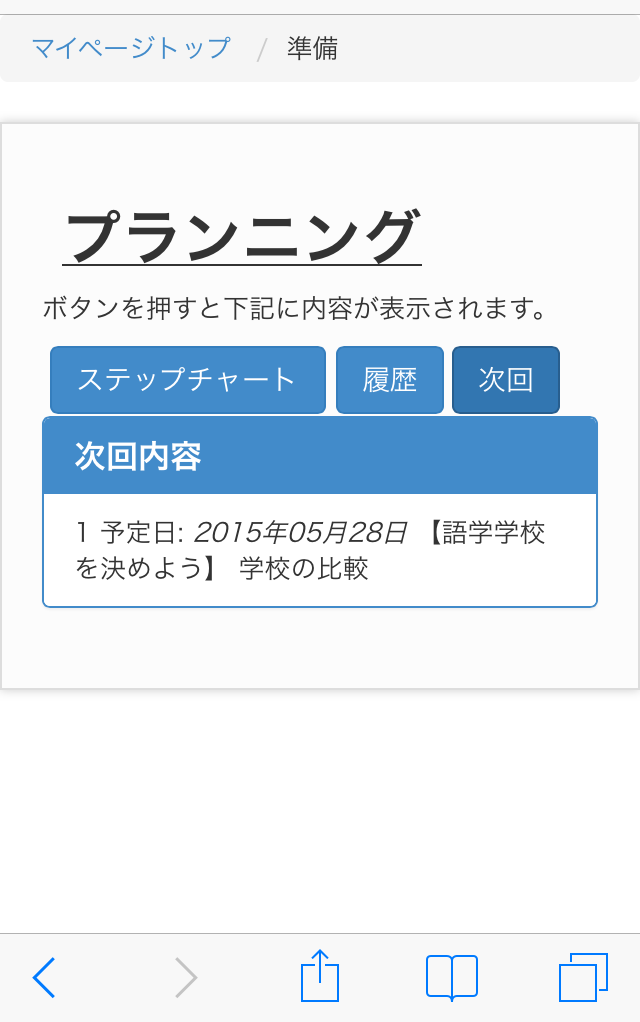 マイページトップ / 準備
プランニング
ボタンを押すと下記に内容が表示されます。
ステップチャート 履歴 次回
次回内容
1 予定日: 2015年05月28日 【語学学校
を決めよう】 学校の比較